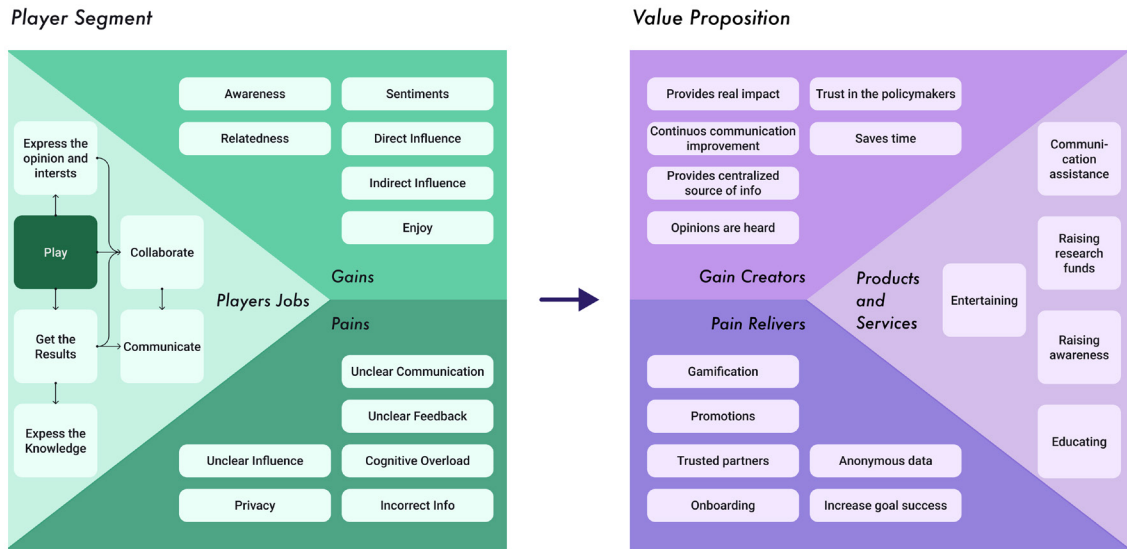 Player Segment
Awareness
Sentiments
Relatedness
Direct Influence
Indirect Influence
Enjoy
Gains
Express the
opinion and
intersts
Play
Collaborate
Players Jobs
Get the
Results
Communicate
Expess the
Knowledge
Pains
Unclear Communication
Unclear Feedback
Unclear Influence
Cognitive Overload
Privacy
Incorrect Info
Value Proposition
Provides real impact
Trust in the policymakers
Continuos communication
improvement
Saves time
Provides centralized
source of info
Opinions are heard
Gain Creators
Products
and
Services
Communi-
cation
assistance
Raising
research
funds
Entertaining
Raising
awareness
Educating
Pain Relivers
Gamification
Promotions
Trusted partners
Anonymous data
Onboarding
Increase goal success